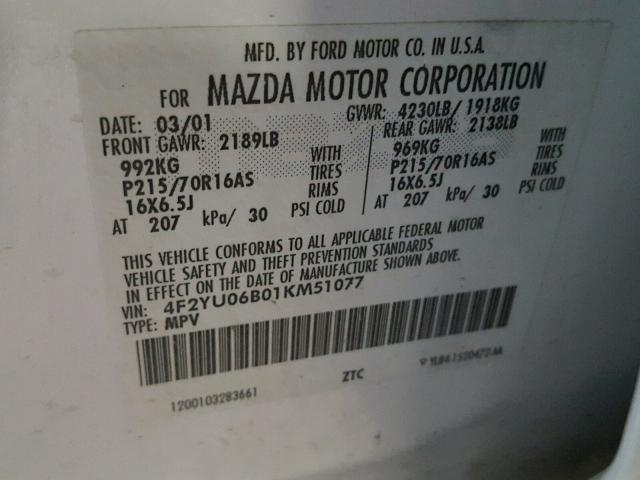 MFD. BY FORD MOTOR CO. IN U.S.A.
FOR MAZDA MOTOR CORPORATION
DATE: 03/01 GVWR: 4230LB/ 1918KG
FRONT GAWR: 2189LB REAR GAWR: 2138LB
992KG WITH 969KG WITH
P215/70R16AS TIRES P215/70R16AS TIRES
16X6.5J RIMS 16X6.5J RIMS
AT 207 kPa/ 30 PSI COLD AT 207 kPa/ 30 PSI COLD
THIS VEHICLE CONFORMS TO ALL APPLICABLE FEDERAL MOTOR
VEHICLE SAFETY AND THEFT PREVENTION STANDARDS
IN EFFECT ON THE DATE OF MANUFACTURE SHOWN ABOVE.
VIN: 4F2YU06B01KM51077
TYPE: MPV
1200103283661 ZTC